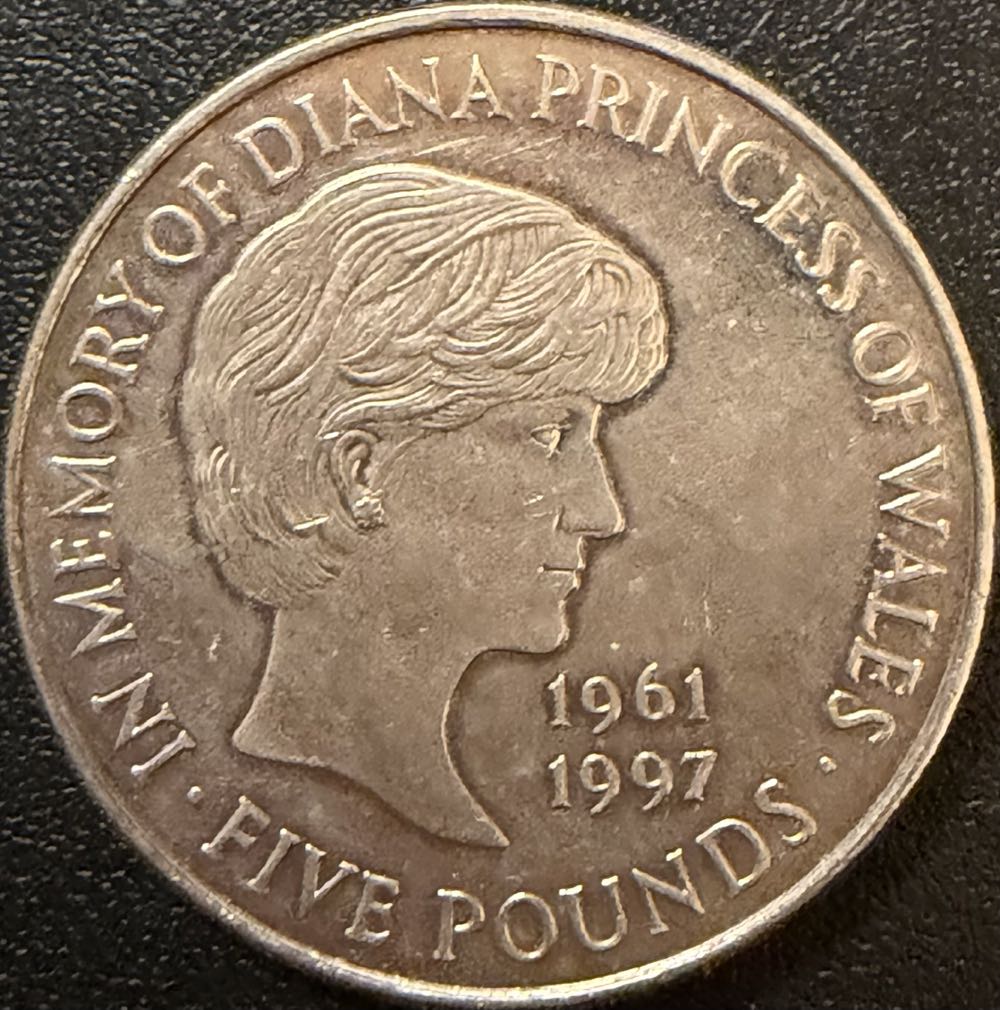 IN MEMORY OF DIANA PRINCESS OF WALES
1961
1997
· FIVE POUNDS ·